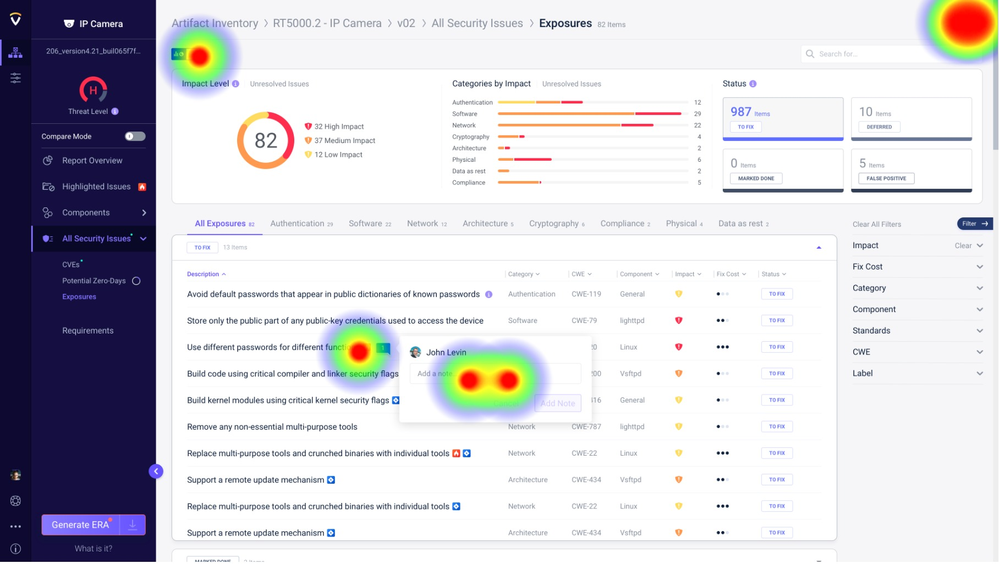 IP Camera
206_version4.21_buil065f7f...
H
Threat Level
Compare Mode
Report Overview
Highlighted Issues
Components
All Security Issues
CVEs
Potential Zero-Days
Exposures
Requirements
Generate ERA
What is it?
Artifact Inventory > RT5000.2 - IP Camera > v02 > All Security Issues > Exposures 82 Items
Search for...
Impact Level Unresolved Issues
82
32 High Impact
37 Medium Impact
12 Low Impact
Categories by Impact Unresolved Issues
Authentication 12
Software 29
Network 22
Cryptography 4
Architecture 2
Physical 6
Data as rest 2
Compliance 5
Status
987 Items
TO FIX
10 Items
DEFERRED
0 Items
MARKED DONE
5 Items
FALSE POSITIVE
All Exposures 82 Authentication 29 Software 22 Network 12 Architecture 5 Cryptography 6 Compliance 2 Physical 4 Data as rest 2
TO FIX 13 Items
Description Category CWE Component Impact Fix Cost Status
Avoid default passwords that appear in public dictionaries of known passwords Authentication CWE-119 General TO FIX
Store only the public part of any public-key credentials used to access the device Software CWE-79 lighttpd TO FIX
Use different passwords for different 1 20 Linux TO FIX
Build code using critical compiler and linker security flags 200 Vsftpd TO FIX
Build kernel modules using critical kernel security flags 416 General TO FIX
Remove any non-essential multi-purpose tools Network CWE-787 lighttpd TO FIX
Replace multi-purpose tools and crunched binaries with individual tools Network CWE-22 Linux TO FIX
Support a remote update mechanism Architecture CWE-434 Vsftpd TO FIX
Replace multi-purpose tools and crunched binaries with individual tools Network CWE-22 Linux TO FIX
Support a remote update mechanism Architecture CWE-434 Vsftpd TO FIX
John Levin
Add a note...
Cancel Add Note
MARKED DONE 2 Items
Clear All Filters Filter
Impact Clear
Fix Cost
Category
Component
Standards
CWE
Label